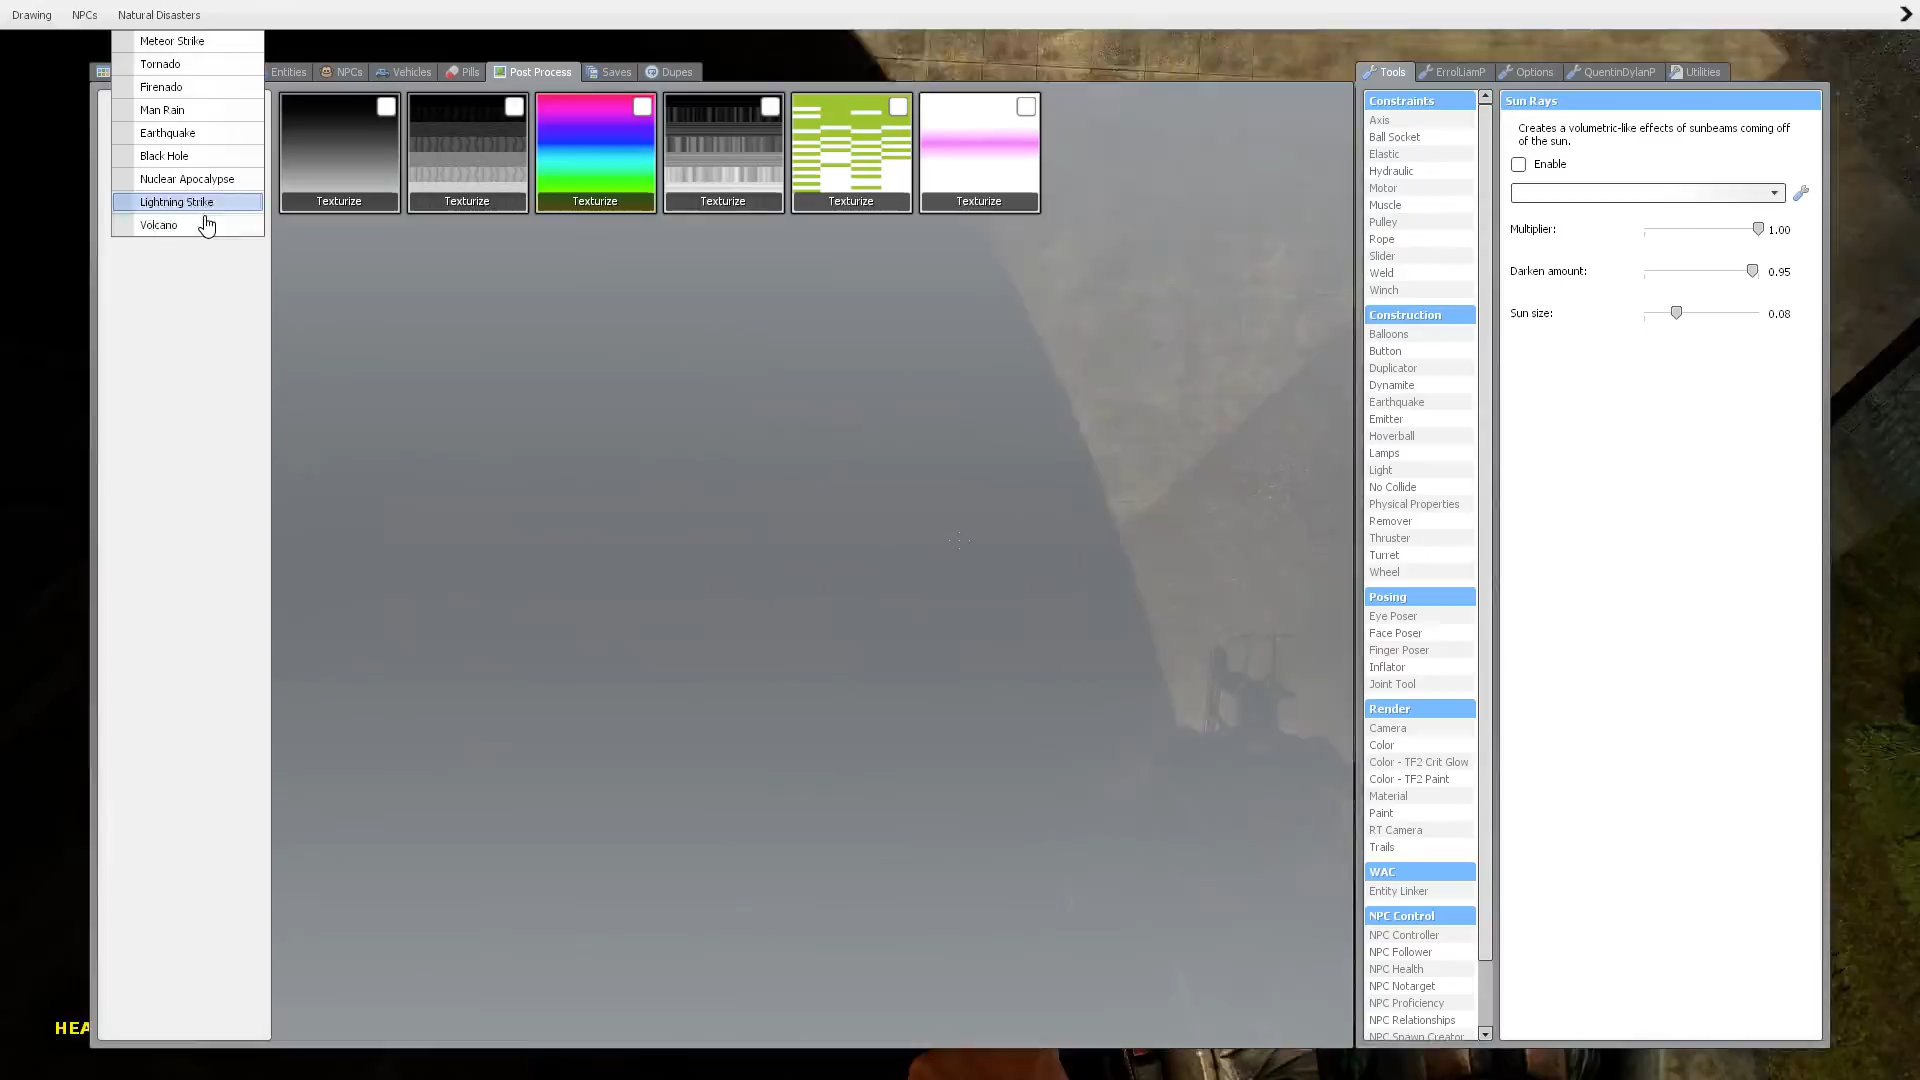 Drawing
NPCs
Natural Disasters
Meteor Strike
Tornado
Firenado
Man Rain
Earthquake
Black Hole
Nuclear Apocalypse
Lightning Strike
Volcano
Entities
NPCs
Vehicles
Pills
Post Process
Saves
Dupes
Texturize
Texturize
Texturize
Texturize
Texturize
Texturize
Tools
ErrolLiamP
Options
QuentinDylanP
Utilities
Constraints
Axis
Ball Socket
Elastic
Hydraulic
Motor
Muscle
Pulley
Rope
Slider
Weld
Winch
Construction
Balloons
Button
Duplicator
Dynamite
Earthquake
Emitter
Hoverball
Lamps
Light
No Collide
Physical Properties
Remover
Thruster
Turret
Wheel
Posing
Eye Poser
Face Poser
Finger Poser
Inflator
Joint Tool
Render
Camera
Color
Color - TF2 Crit Glow
Color - TF2 Paint
Material
Paint
RT Camera
Trails
WAC
Entity Linker
NPC Control
NPC Controller
NPC Follower
NPC Health
NPC Notarget
NPC Proficiency
NPC Relationships
NPC Spawn Creator
Sun Rays
Creates a volumetric-like effects of sunbeams coming off
of the sun.
Enable
Multiplier: 1.00
Darken amount: 0.95
Sun size: 0.08
HEA